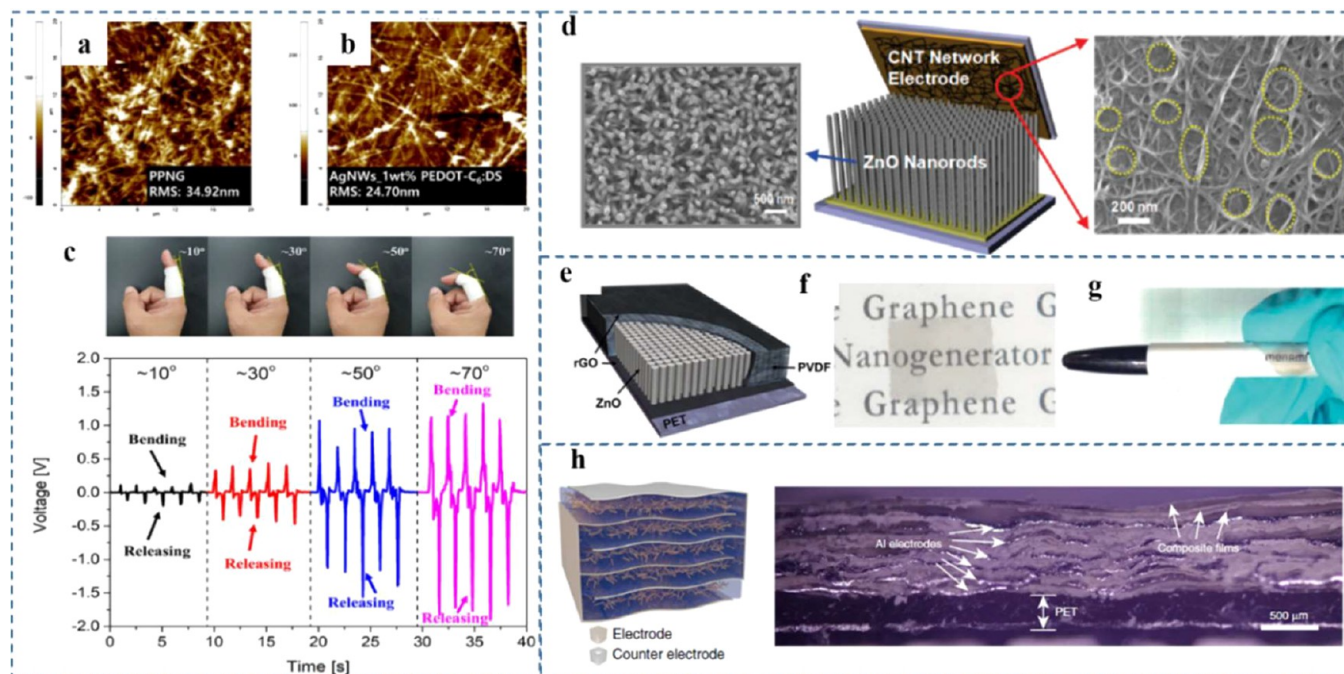 a
b
PPNG
RMS: 34.92nm
AgNWs_1wt% PEDOT-C6:DS
RMS: 24.70nm
c
~10° ~30° ~50° ~70°
2.0
1.5
1.0
0.5
0.0
-0.5
-1.0
-1.5
-2.0
Voltage [V]
~10° ~30° ~50° ~70°
Bending
Releasing
Bending
Releasing
Bending
Releasing
Bending
Releasing
0 5 10 15 20 25 30 35 40
Time [s]
d
500 nm
CNT Network
Electrode
ZnO Nanorods
200 nm
e
rGO
ZnO
PVDF
PET
f
e Graphene G
Nanogenerator
e Graphene G
g
monami
h
Electrode
Counter electrode
Al electrodes
Composite films
PET
500 µm